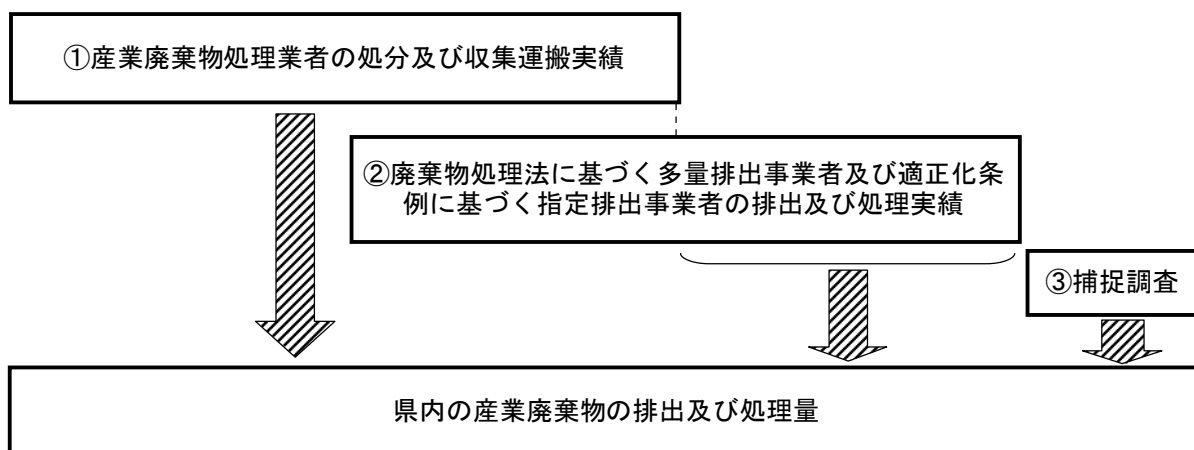 ①産業廃棄物処理業者の処分及び収集運搬実績
②廃棄物処理法に基づく多量排出事業者及び適正化条
例に基づく指定排出事業者の排出及び処理実績
③捕捉調査
県内の産業廃棄物の排出及び処理量